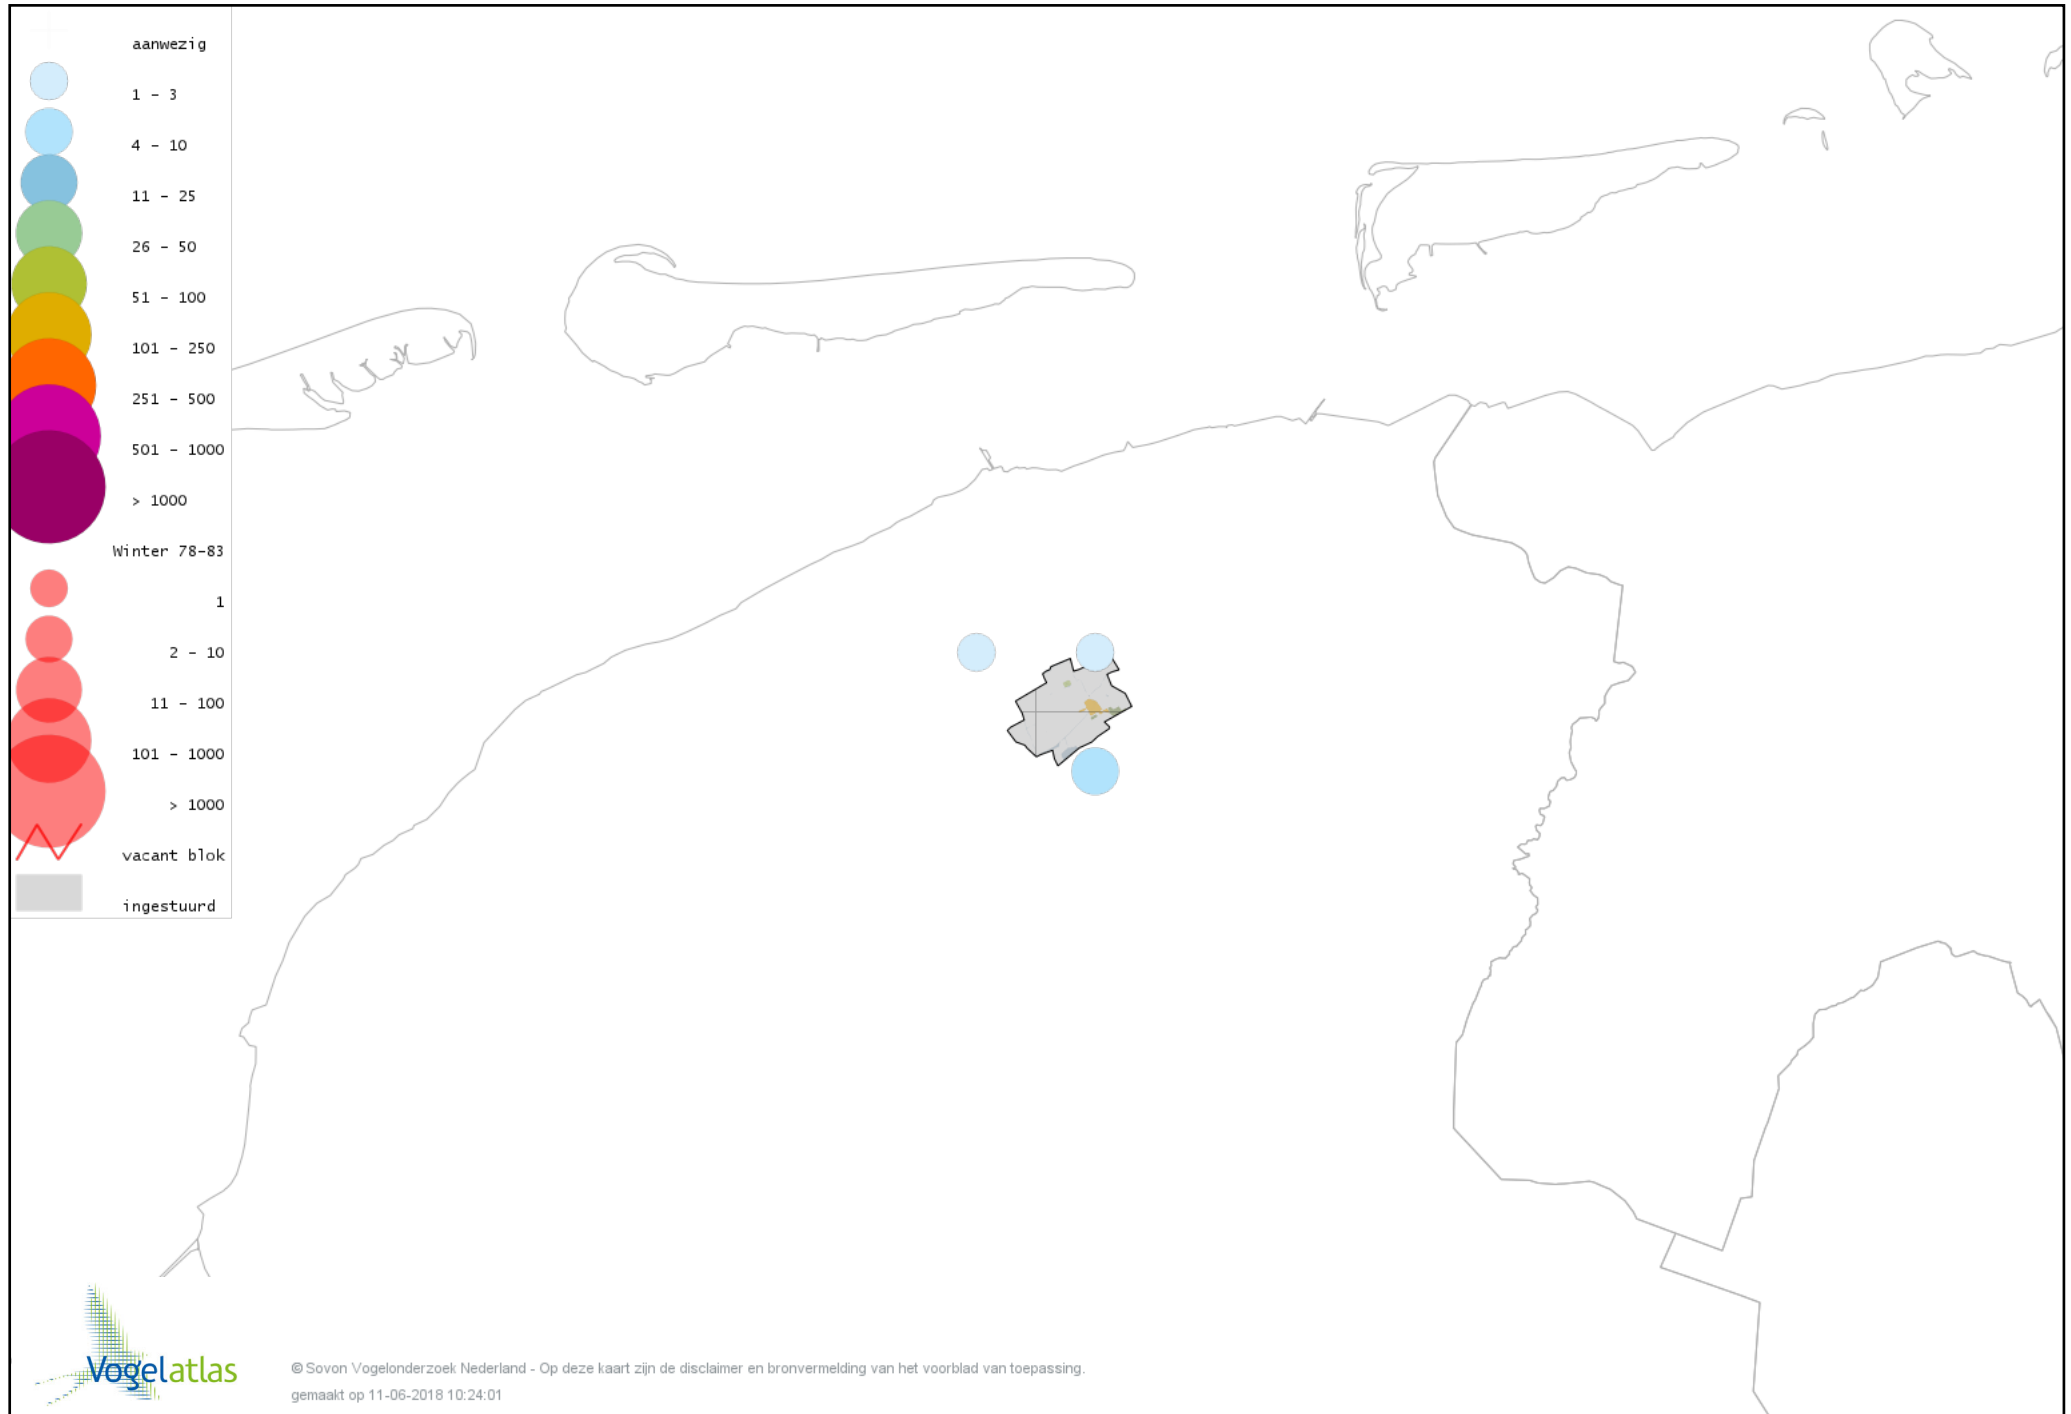 aanwezig
1 - 3
4 - 10
11 - 25
26 - 50
51 - 100
101 - 250
251 - 500
501 - 1000
> 1000
Winter 78-83
1
2 - 10
11 - 100
101 - 1000
> 1000
vacant blok
ingestuurd
Vogelatlas
© Sovon Vogelonderzoek Nederland - Op deze kaart zijn de disclaimer en bronvermelding van het voorblad van toepassing.
gemaakt op 11-06-2018 10:24:01